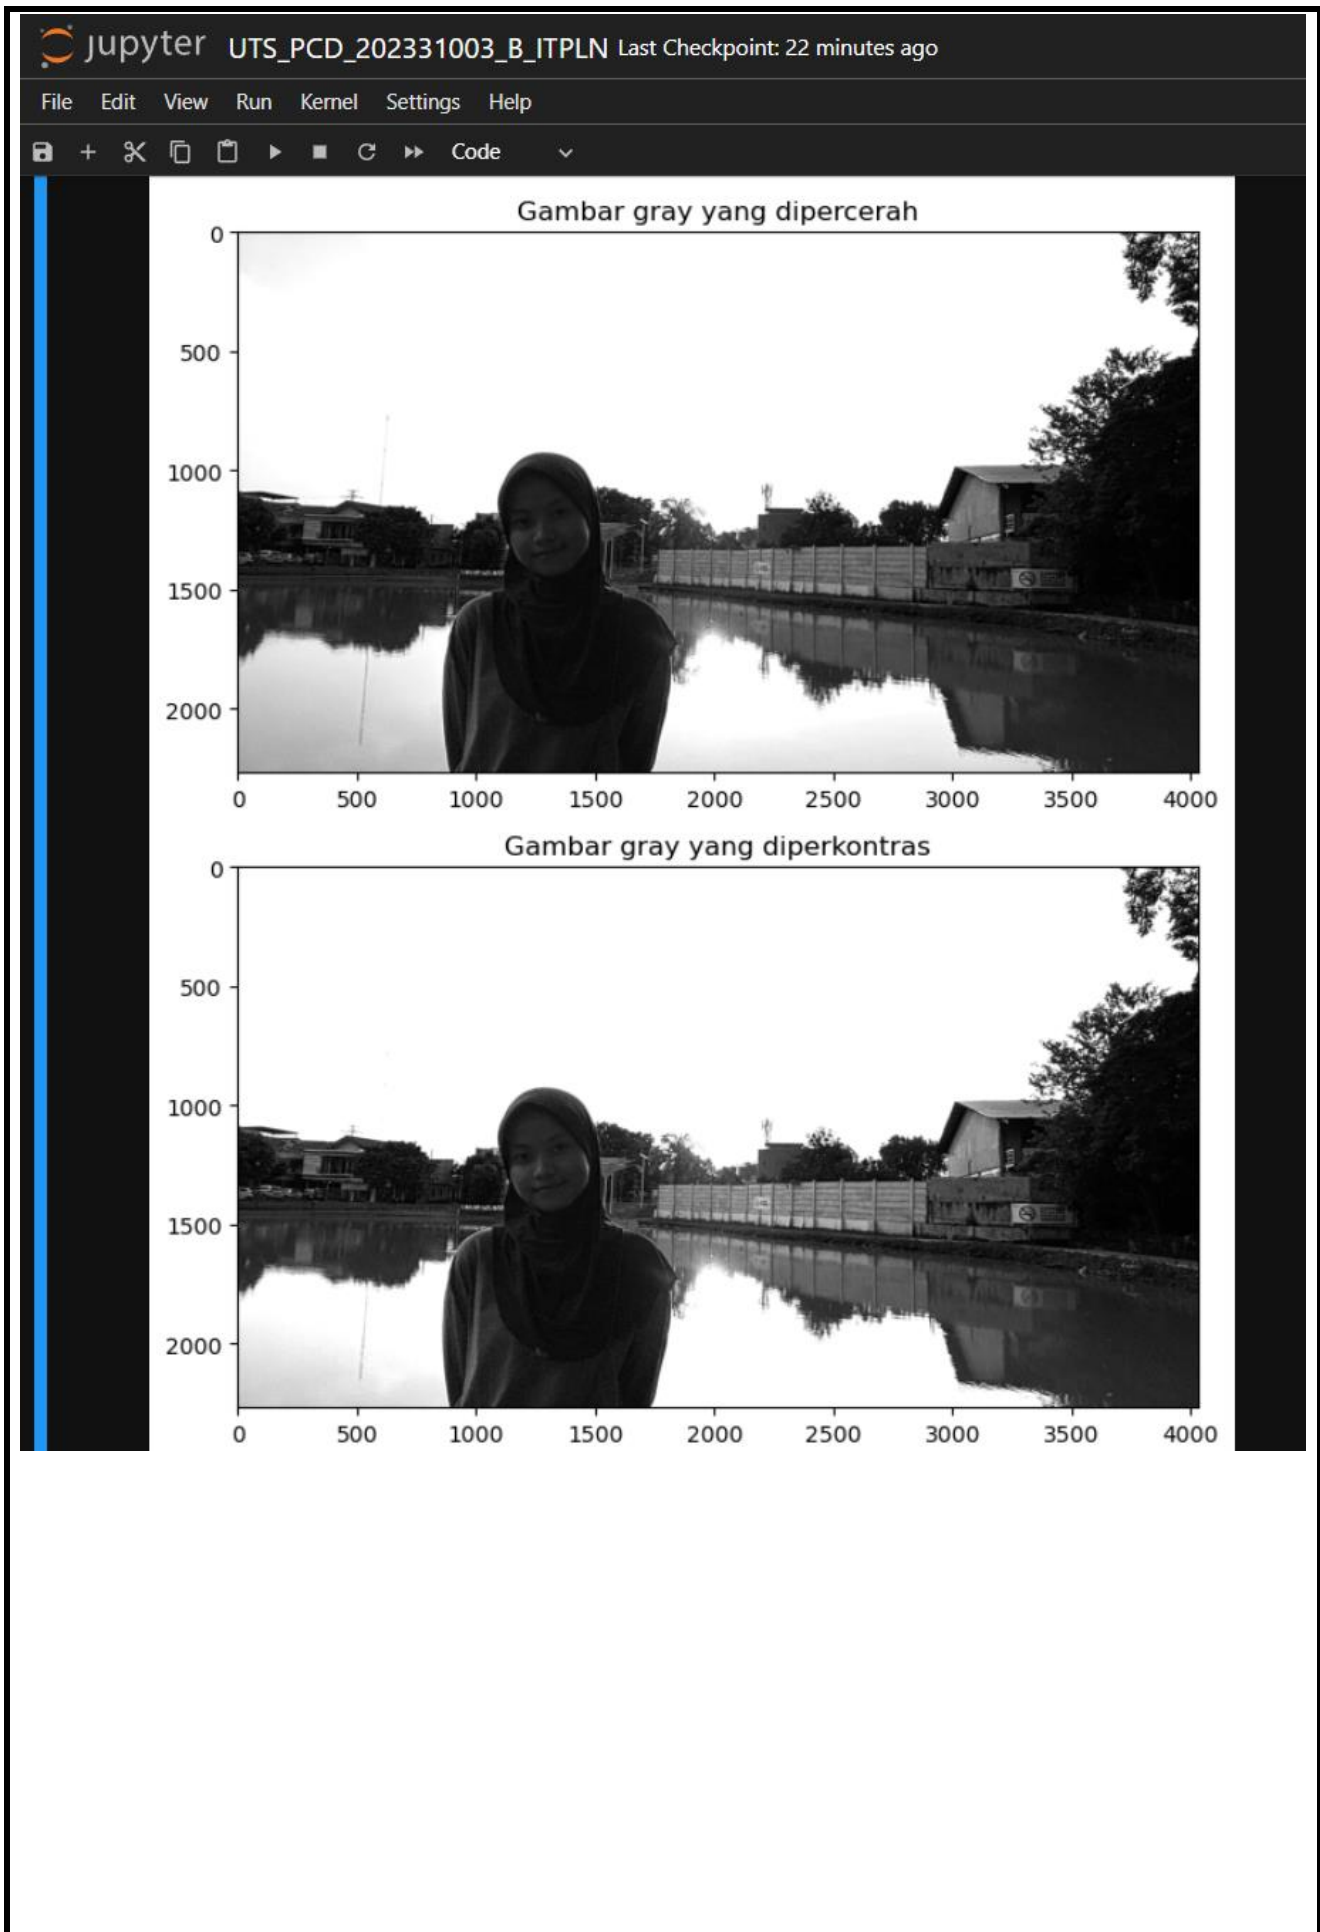 jupyter UTS_PCD_202331003_B_ITPLN Last Checkpoint: 22 minutes ago
File Edit View Run Kernel Settings Help
Code
Gambar gray yang dipercerah
0
500
1000
1500
2000
0 500 1000 1500 2000 2500 3000 3500 4000
Gambar gray yang diperkontras
0
500
1000
1500
2000
0 500 1000 1500 2000 2500 3000 3500 4000